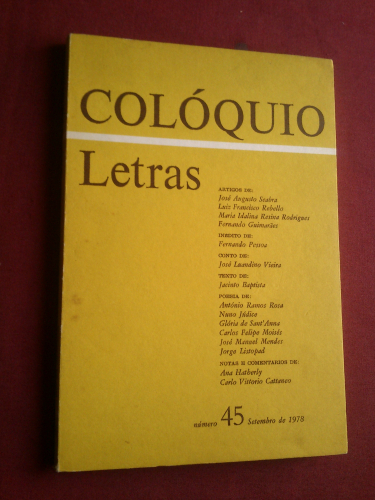 COLÓQUIO
Letras
ARTIGOS DE:
José Augusto Seabra
Luiz Francisco Rebello
Maria Idalina Resina Rodrigues
Fernando Guimarães
INÉDITO DE:
Fernando Pessoa
CONTO DE:
José Luandino Vieira
TEXTO DE:
Jacinto Baptista
POESIA DE:
António Ramos Rosa
Nuno Júdice
Glória de Sant'Anna
Carlos Felipe Moisés
José Manuel Mendes
Jorge Listopad
NOTAS E COMENTÁRIOS DE:
Ana Hatherly
Carlo Vittorio Cattaneo
número 45 Setembro de 1978